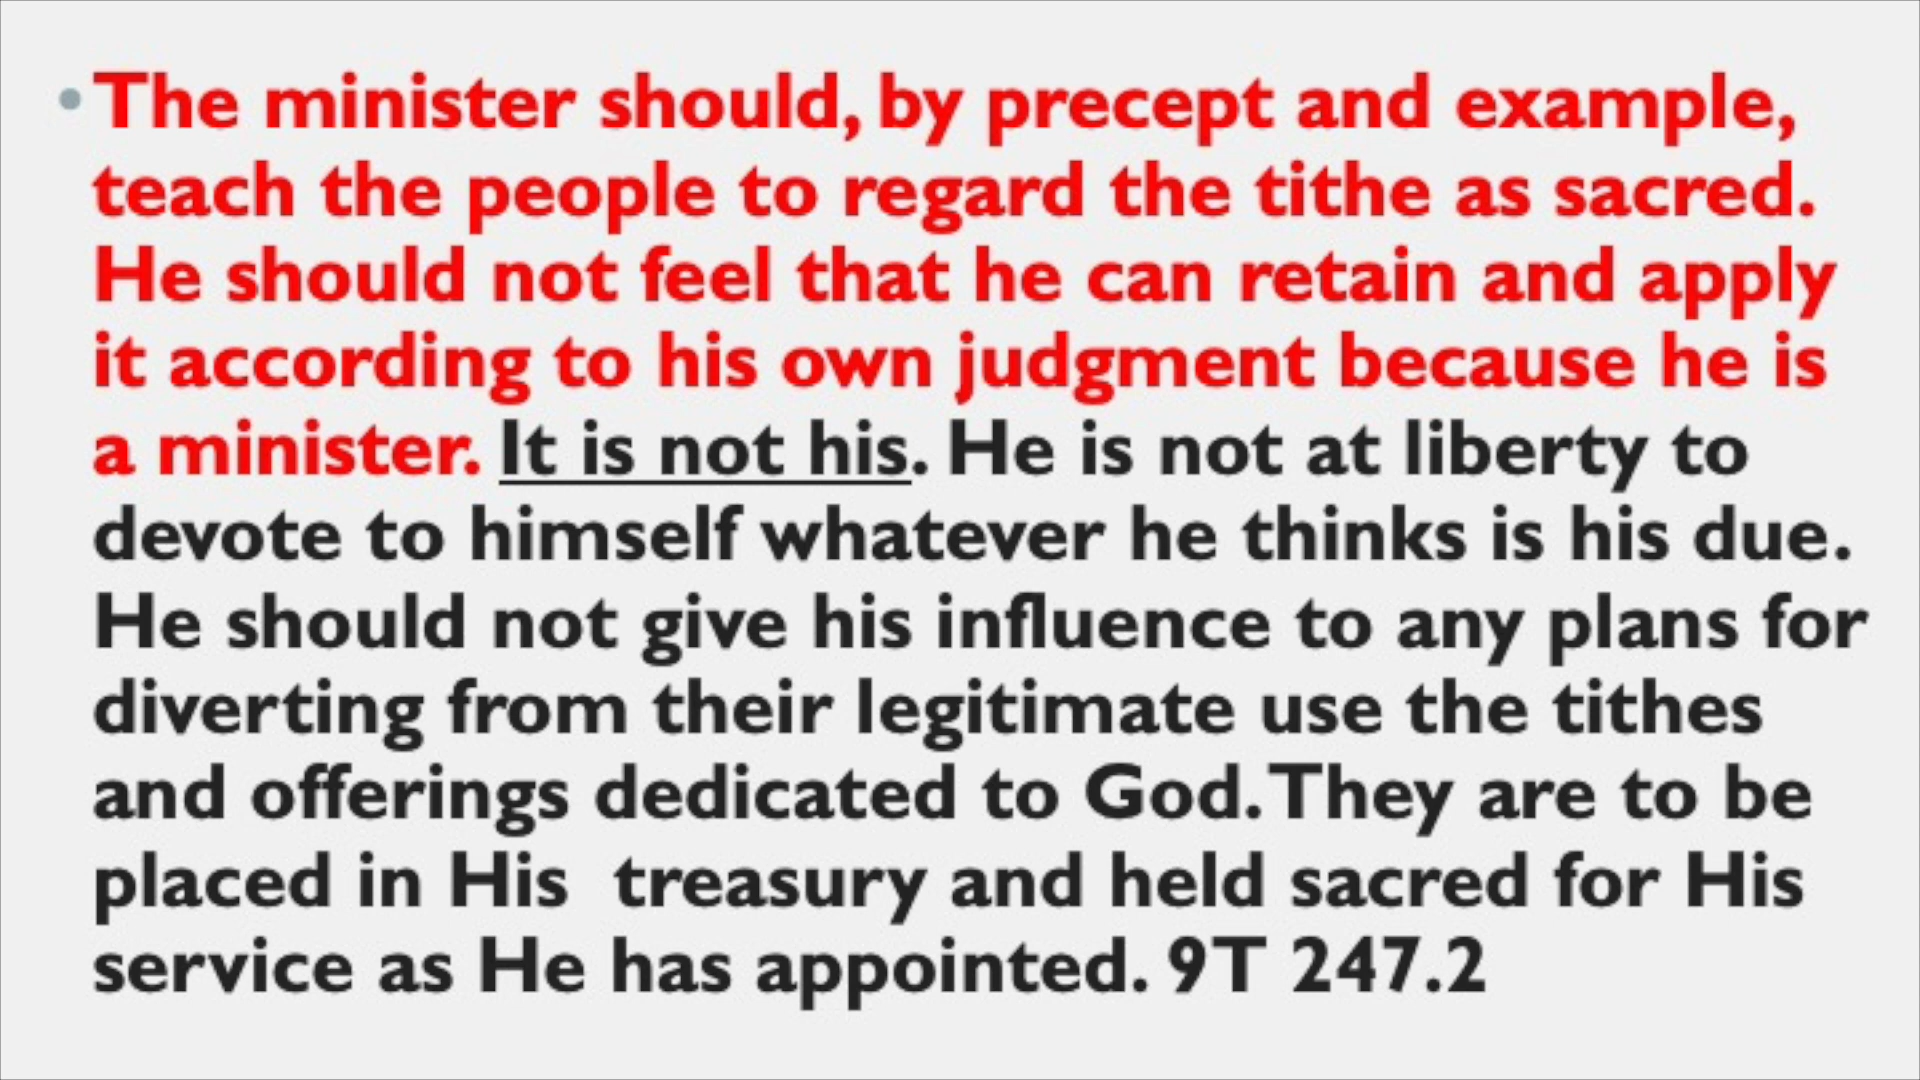 • The minister should, by precept and example,
teach the people to regard the tithe as sacred.
He should not feel that he can retain and apply
it according to his own judgment because he is
a minister. It is not his. He is not at liberty to
devote to himself whatever he thinks is his due.
He should not give his influence to any plans for
diverting from their legitimate use the tithes
and offerings dedicated to God. They are to be
placed in His  treasury and held sacred for His
service as He has appointed. 9T 247.2